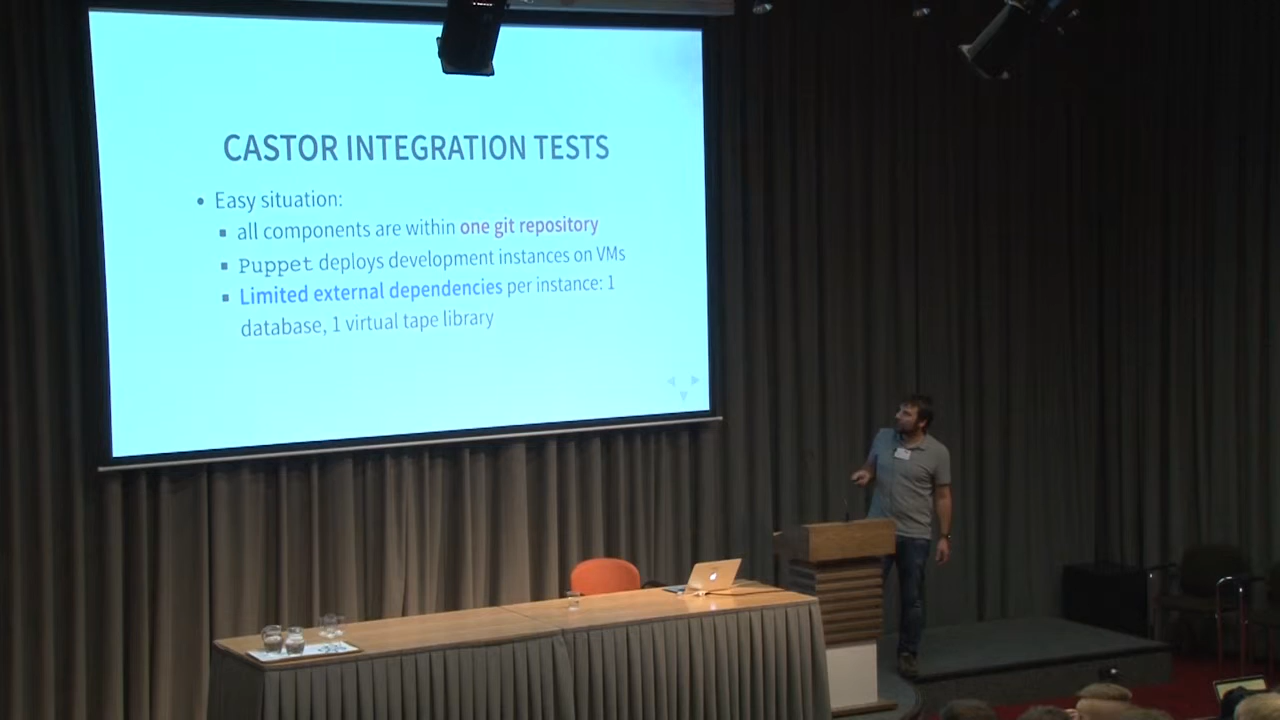 CASTOR INTEGRATION TESTS
• Easy situation:
▪ all components are within one git repository
▪ Puppet deploys development instances on VMs
▪ Limited external dependencies per instance: 1
database, 1 virtual tape library